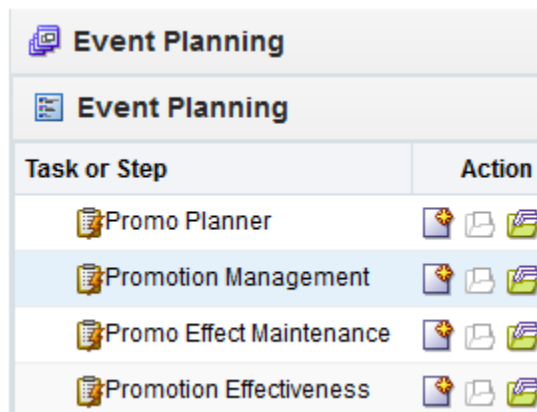 Event Planning
Event Planning
Task or Step Action
Promo Planner
Promotion Management
Promo Effect Maintenance
Promotion Effectiveness